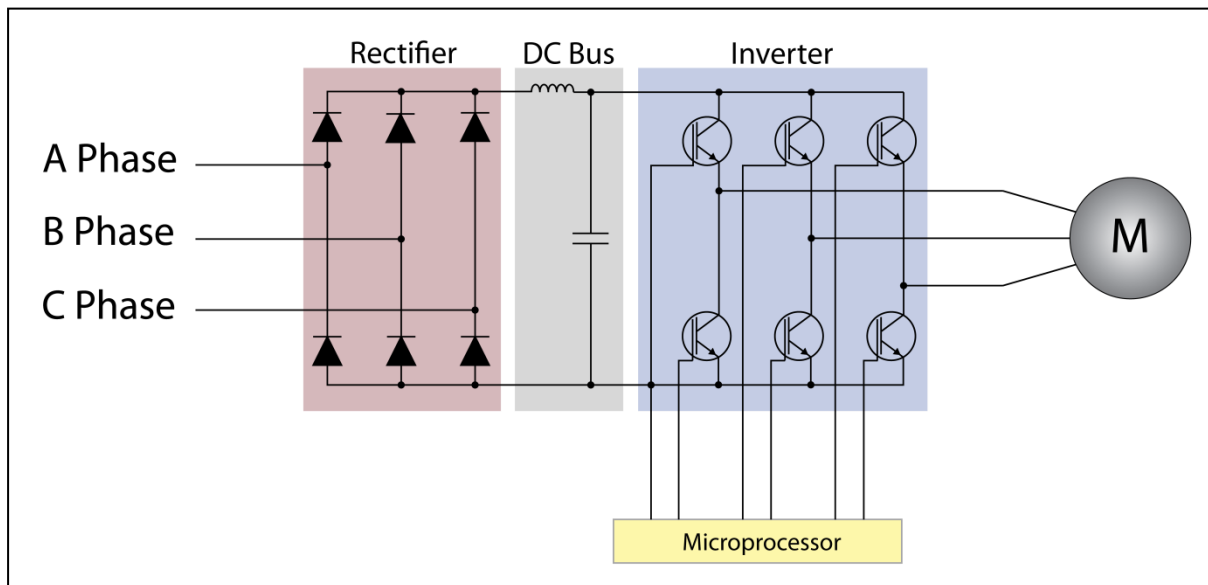 Rectifier
DC Bus
Inverter
A Phase
B Phase
C Phase
M
Microprocessor